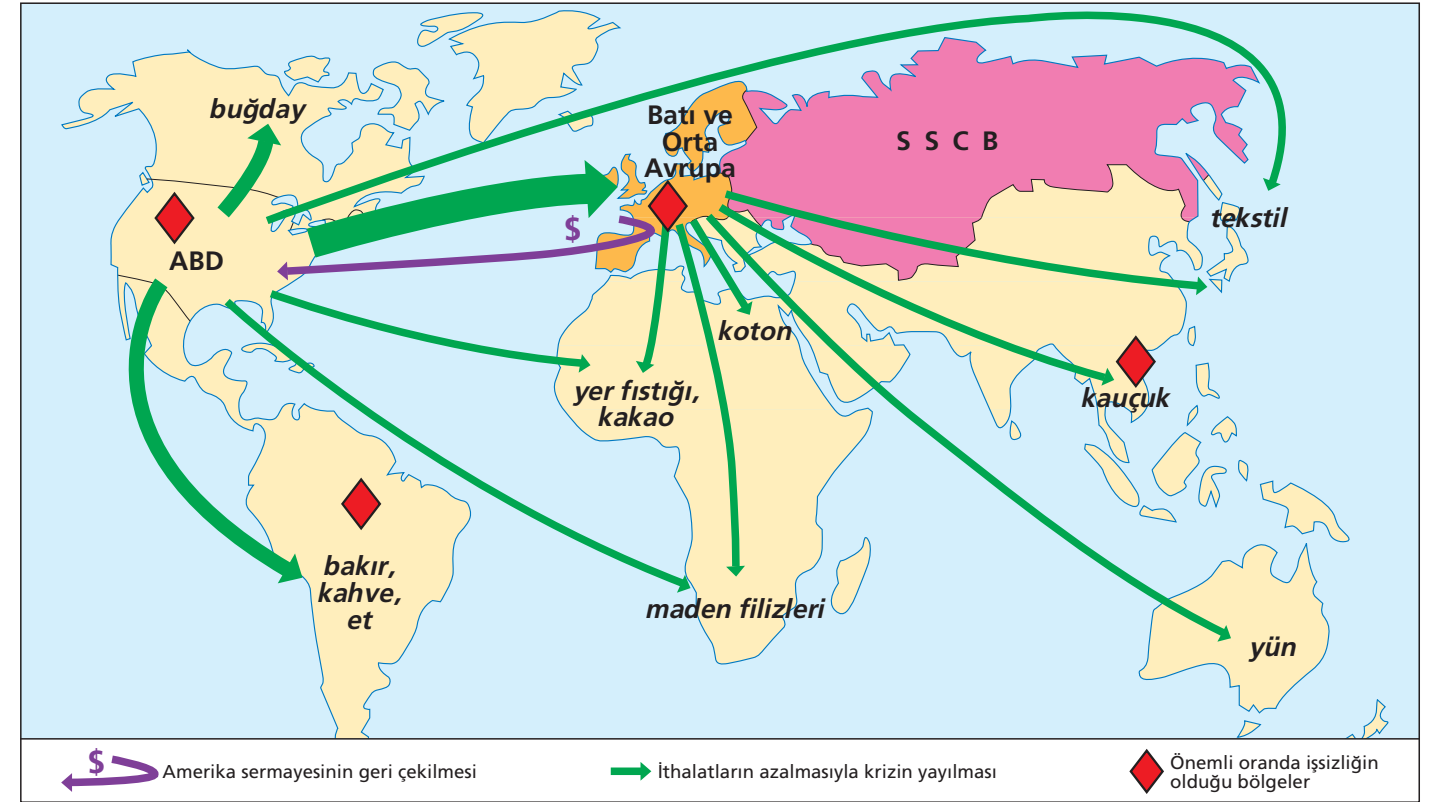 buğday
Batı ve
Orta
Avrupa
S S C B
tekstil
$
ABD
koton
yer fıstığı,
kakao
kauçuk
bakır,
kahve,
et
maden filizleri
yün
$
Amerika sermayesinin geri çekilmesi
İthalatların azalmasıyla krizin yayılması
Önemli oranda işsizliğin
olduğu bölgeler